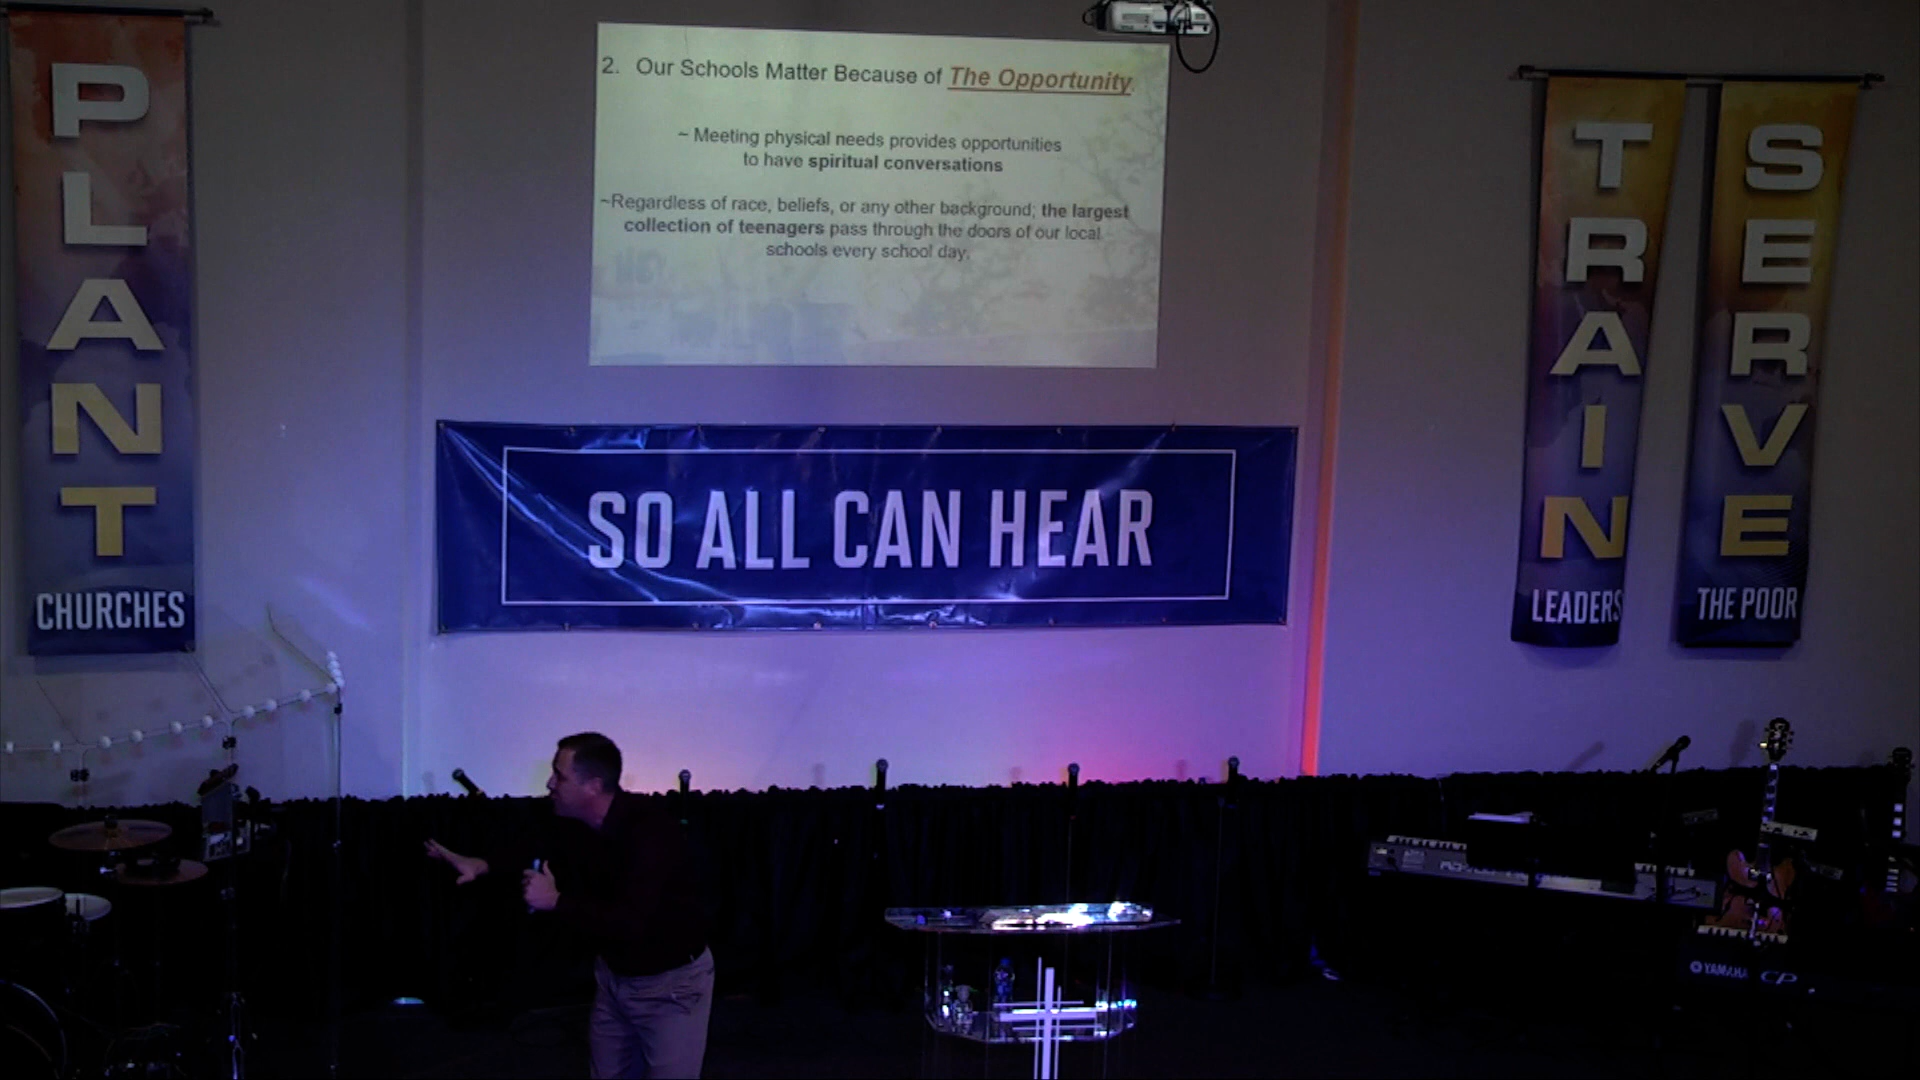 PLANT
CHURCHES
2. Our Schools Matter Because of The Opportunity.
~ Meeting physical needs provides opportunities
to have spiritual conversations
~Regardless of race, beliefs, or any other background; the largest
collection of teenagers pass through the doors of our local
schools every school day.
SO ALL CAN HEAR
TRAIN
LEADERS
SERVE
THE POOR
YAMAHA CP